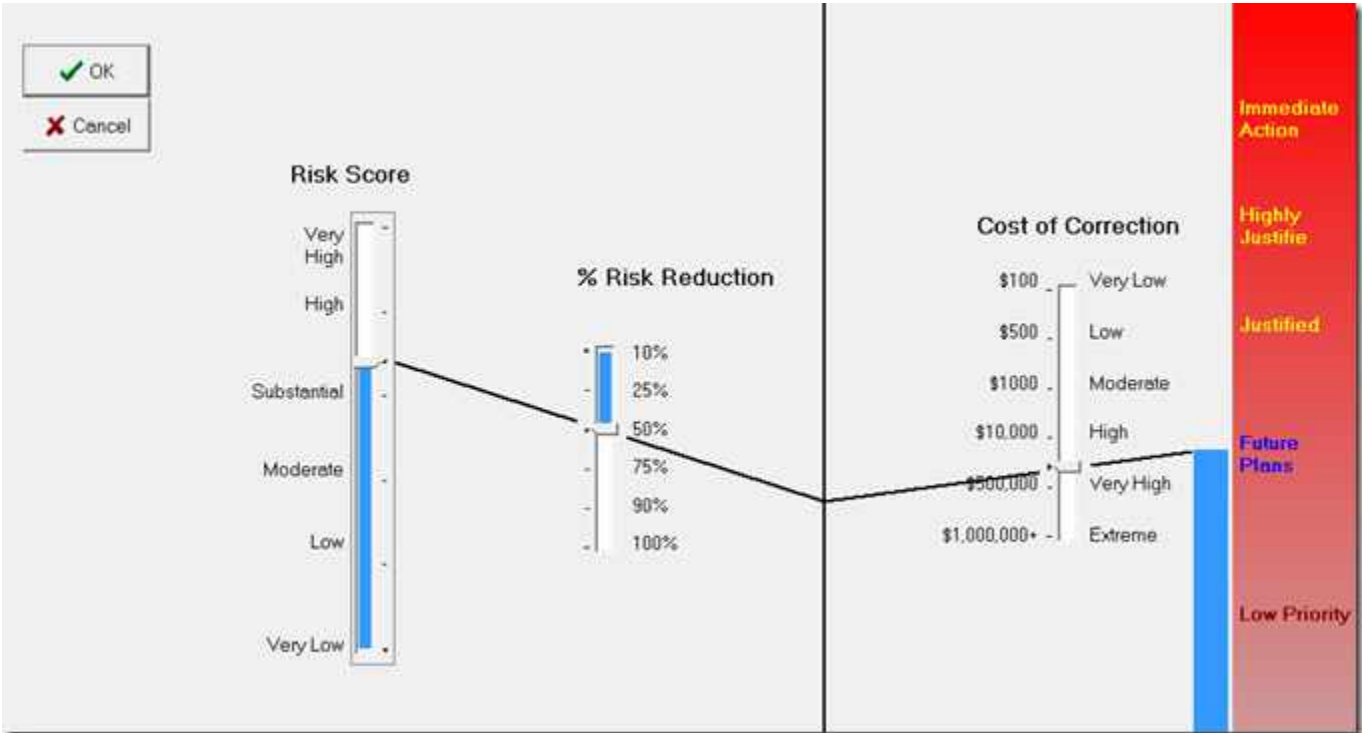 OK
Cancel
Risk Score
Very
High
High
Substantial
Moderate
Low
Very Low
% Risk Reduction
10%
25%
50%
75%
90%
100%
Cost of Correction
$100 Very Low
$500 Low
$1000 Moderate
$10,000 High
$500,000 Very High
$1,000,000+ Extreme
Immediate
Action
Highly
Justifie
Justified
Future
Plans
Low Priority